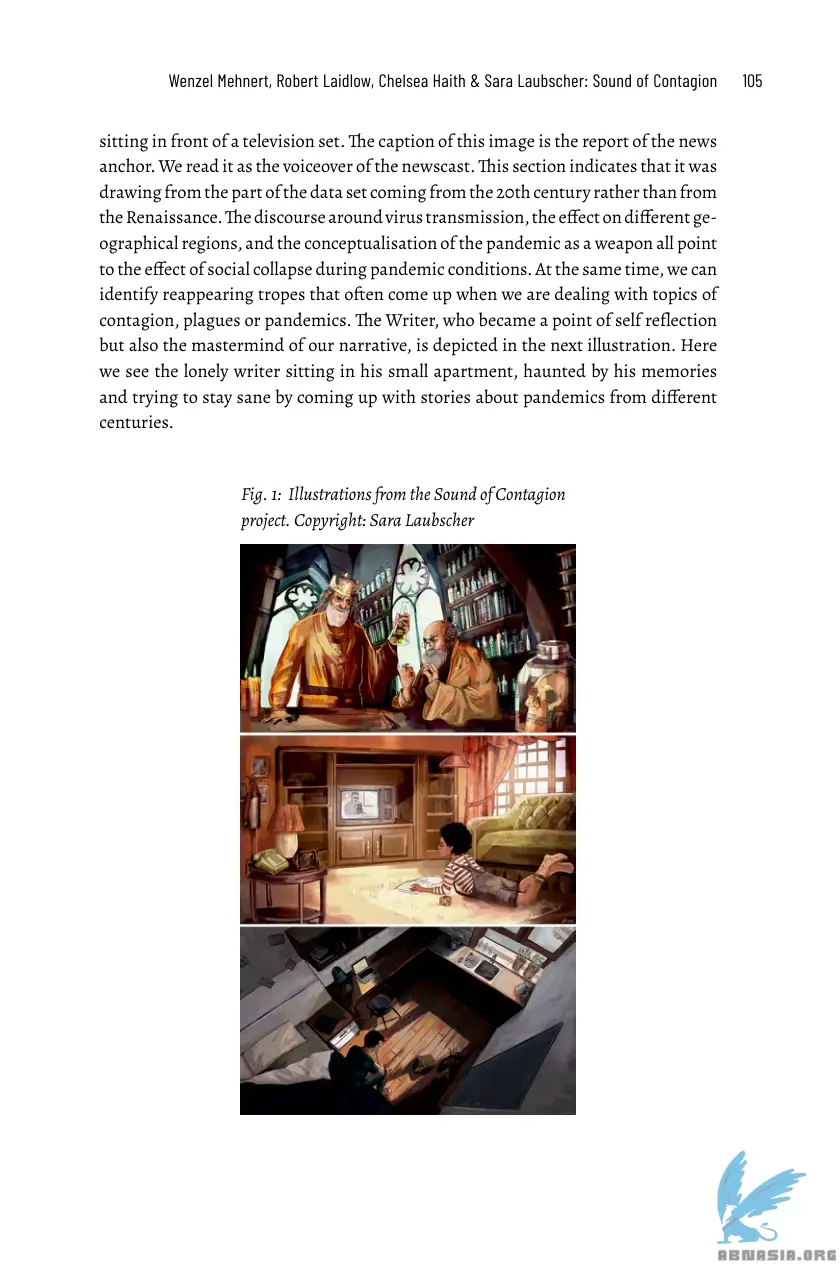 Wenzel Mehnert, Robert Laidlow, Chelsea Haith & Sara Laubscher: Sound of Contagion 105
sitting in front of a television set. The caption of this image is the report of the news
anchor. We read it as the voiceover of the newscast. This section indicates that it was
drawing from the part of the data set coming from the 20th century rather than from
the Renaissance. The discourse around virus transmission, the effect on different ge-
ographical regions, and the conceptualisation of the pandemic as a weapon all point
to the effect of social collapse during pandemic conditions. At the same time, we can
identify reappearing tropes that often come up when we are dealing with topics of
contagion, plagues or pandemics. The Writer, who became a point of self reflection
but also the mastermind of our narrative, is depicted in the next illustration. Here
we see the lonely writer sitting in his small apartment, haunted by his memories
and trying to stay sane by coming up with stories about pandemics from different
centuries.
Fig. 1: Illustrations from the Sound of Contagion
project. Copyright: Sara Laubscher
ABNASIA.ORG